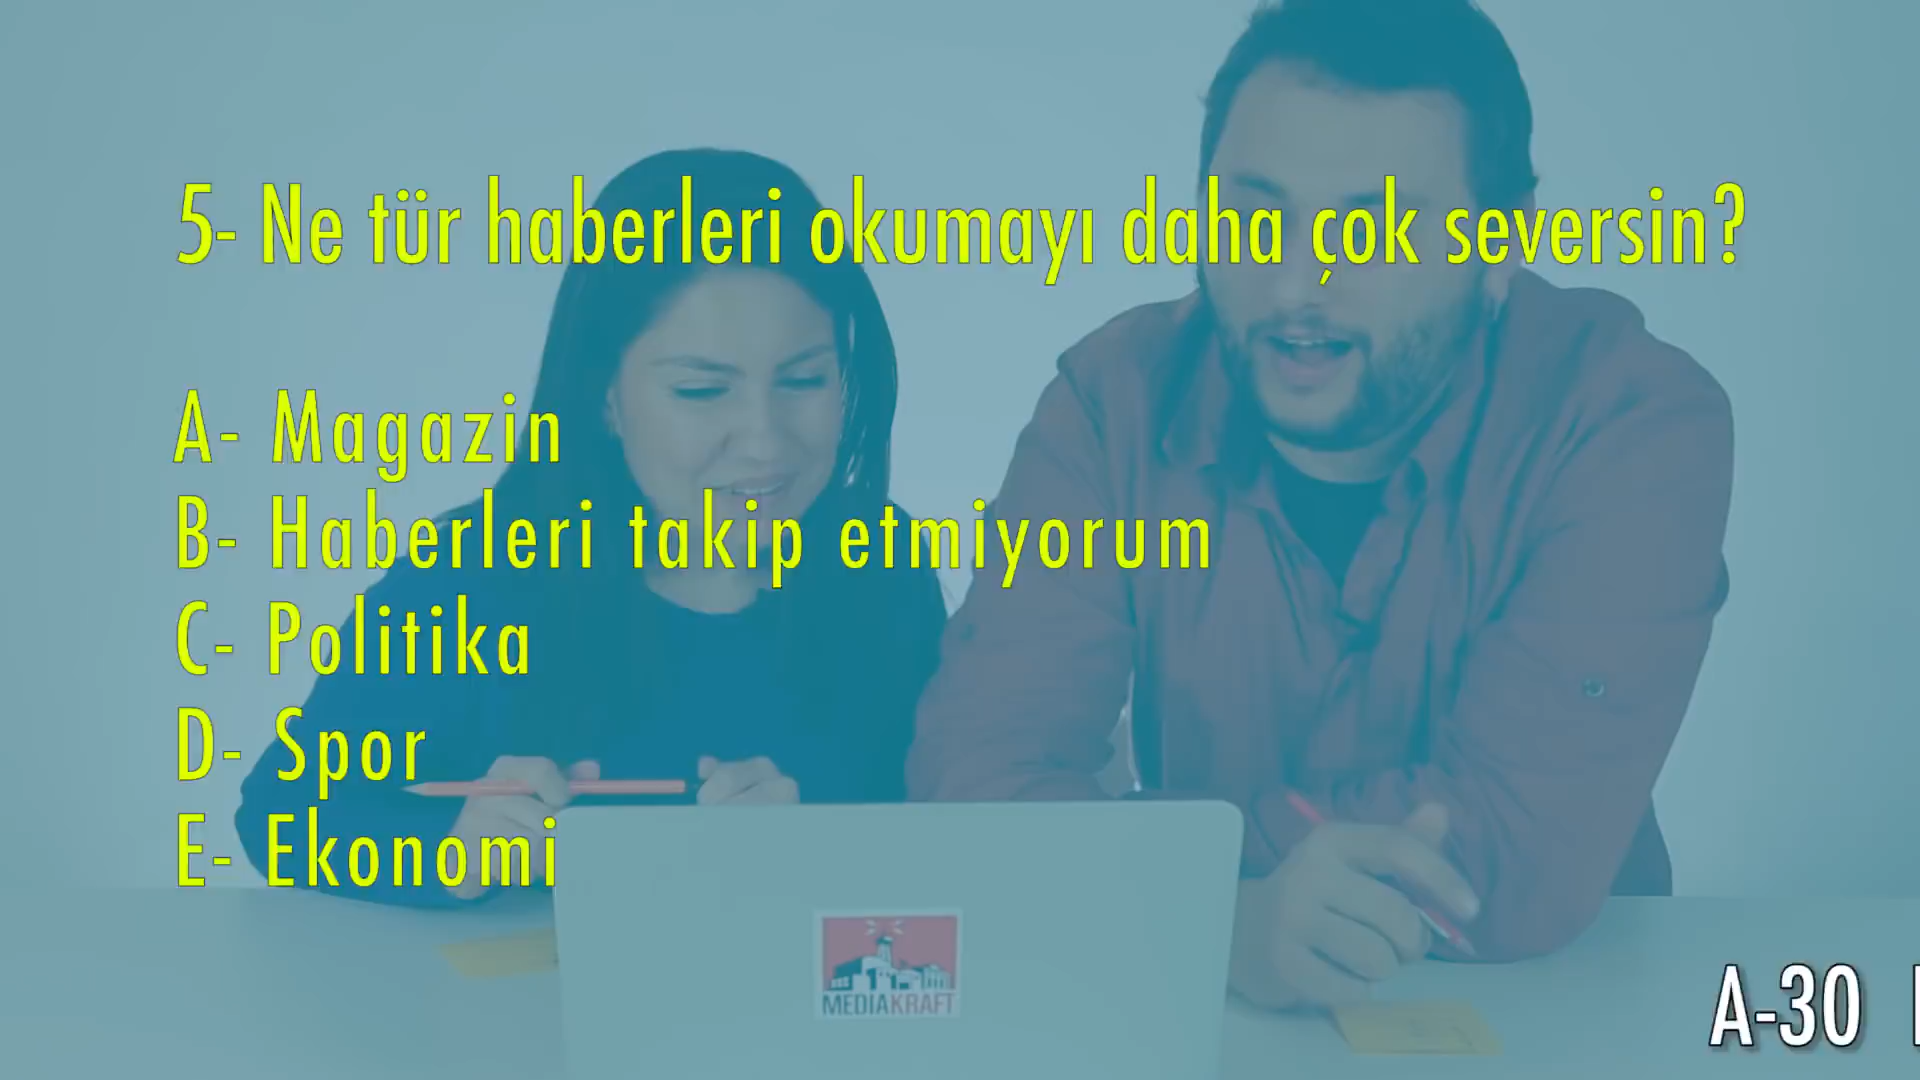 5- Ne tür haberleri okumayı daha çok seversin?
A- Magazin
B- Haberleri takip etmiyorum
C- Politika
D- Spor
E- Ekonomi
MEDIAKRAFT
A-30